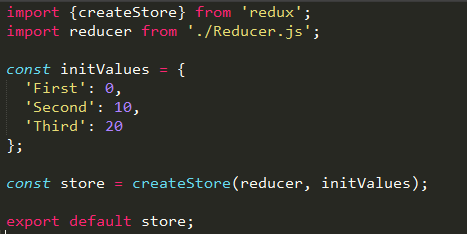 import {createStore} from 'redux';
import reducer from './Reducer.js';

const initValues = {
  'First': 0,
  'Second': 10,
  'Third': 20
};

const store = createStore(reducer, initValues);

export default store;